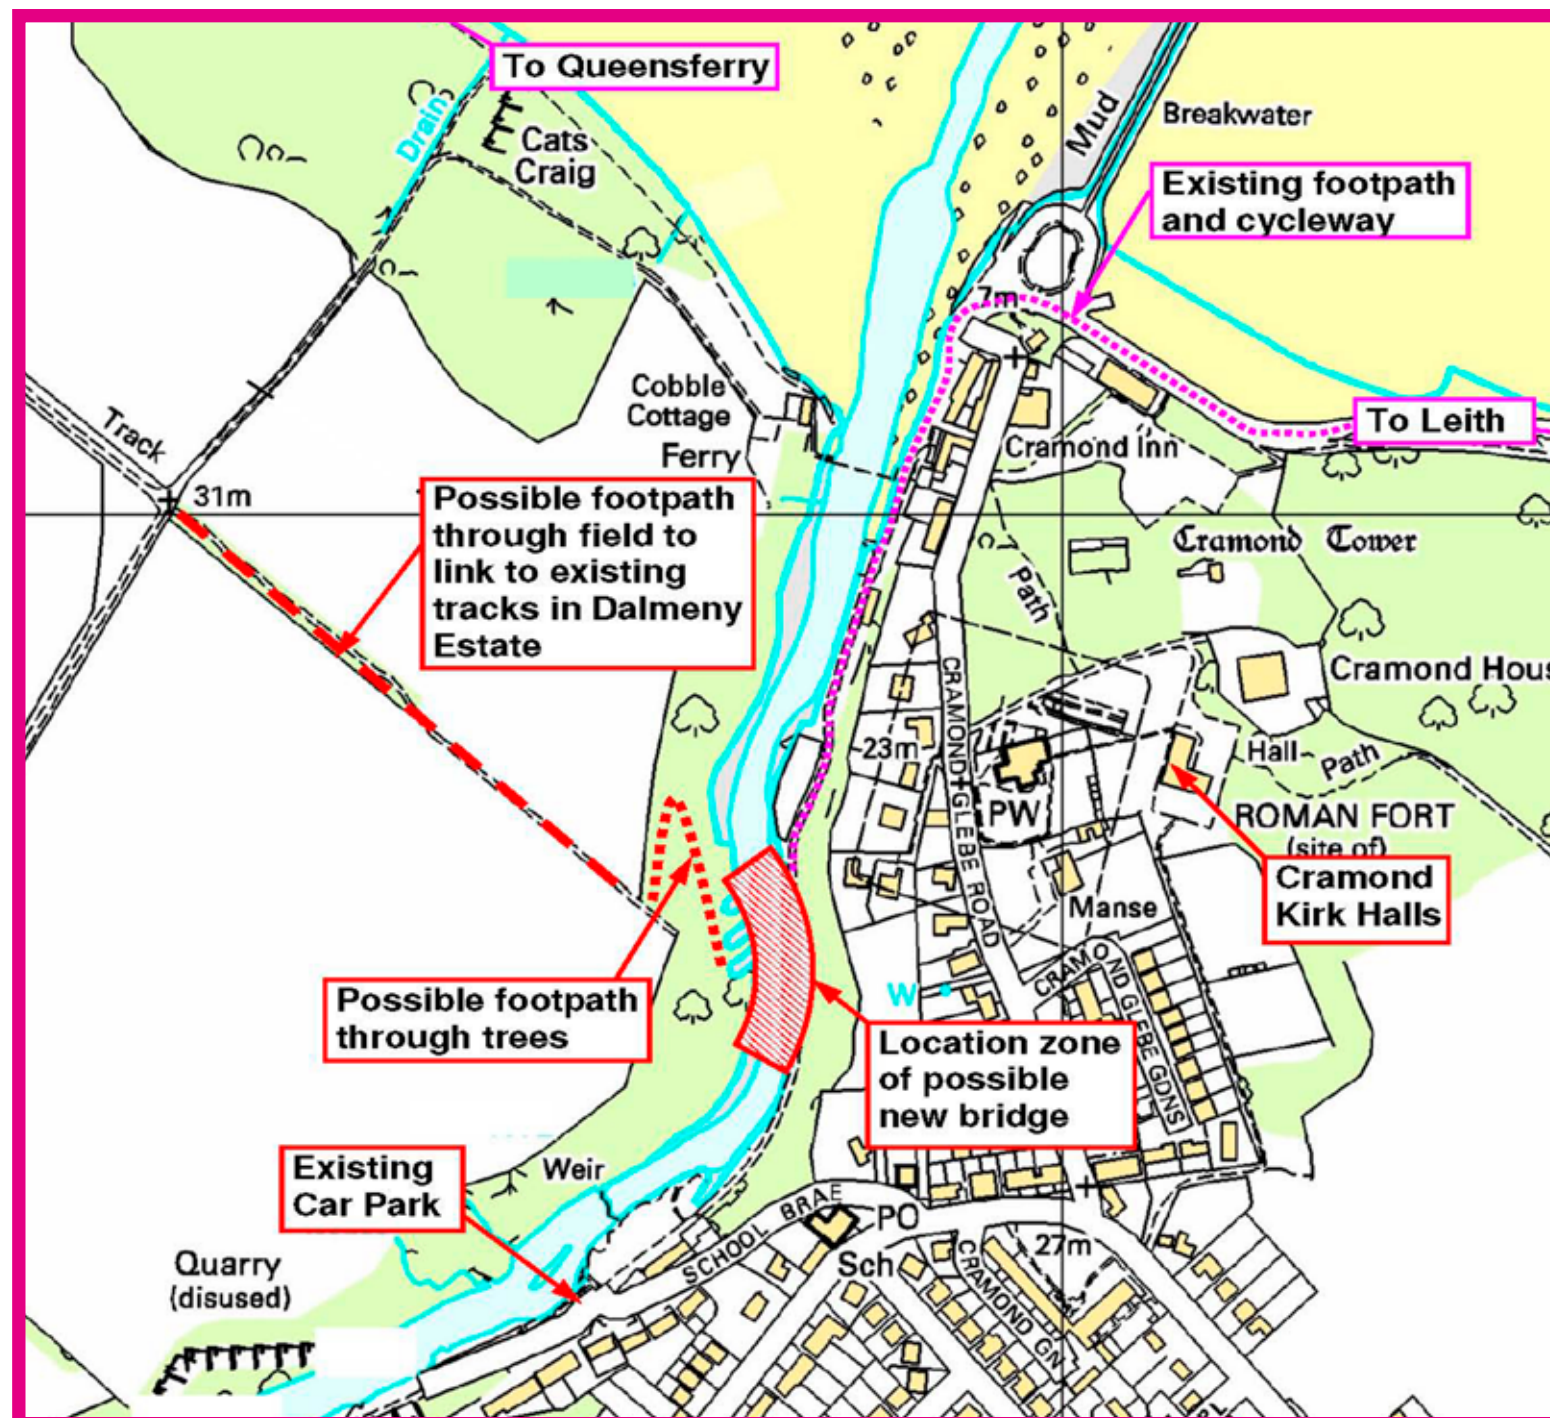 To Queensferry
Drain
Cats
Craig
Mud
Breakwater
Existing footpath
and cycleway
7m
Track
31m
Cobble
Cottage
Ferry
Cramond Inn
To Leith
Possible footpath
through field to
link to existing
tracks in Dalmeny
Estate
Path
Cramond Tower
Cramond Hous
CRAMOND GLEBE ROAD
23m
PW
Hall
Path
ROMAN FORT
(site of)
Cramond
Kirk Halls
Manse
CRAMOND GLEBE GDNS
W
Possible footpath
through trees
Location zone
of possible
new bridge
Existing
Car Park
Weir
SCHOOL BRAE
PO
Sch
27m
CRAMOND GN
Quarry
(disused)